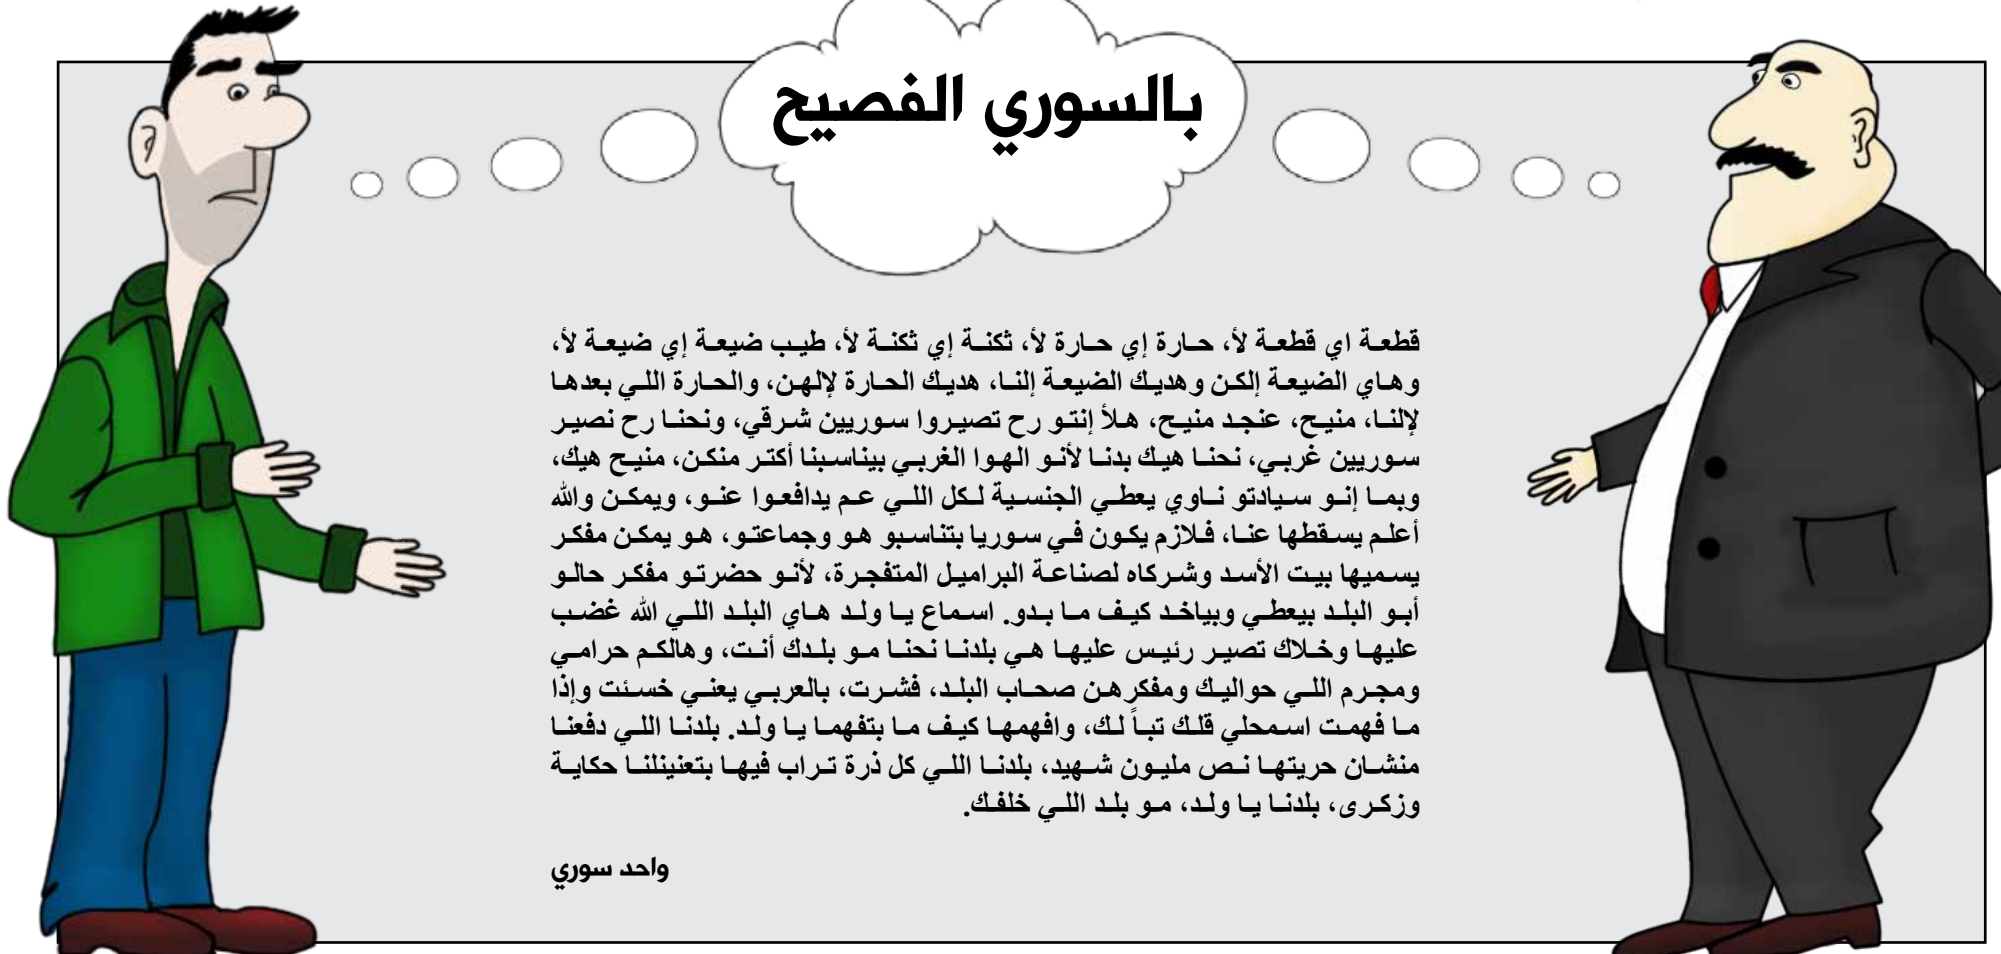 بالسوري الفصيح
قطعة اي قطعة لأ، حارة إي حارة لأ، ثكنة إي ثكنة لأ، طيب ضيعة إي ضيعة لأ،
وهاي الضيعة إلكن وهديك الضيعة إلنا، هديك الحارة لإلهن، والحارة اللي بعدها
لإلنا، منيح، عنجد منيح، هلأ إنتو رح تصيروا سوريين شرقي، ونحنا رح نصير
سوريين غربي، نحنا هيك بدنا لأنو الهوا الغربي بيناسبنا أكتر منكن، منيح هيك،
وبما إنو سيادتو ناوي يعطي الجنسية لكل اللي عم يدافعوا عنو، ويمكن والله
أعلم يسقطها عنا، فلازم يكون في سوريا بتناسبو هو وجماعتو، هو يمكن مفكر
يسميها بيت الأسد وشركاه لصناعة البراميل المتفجرة، لأنو حضرتو مفكر حالو
أبو البلد بيعطي وبياخد كيف ما بدو. اسماع يا ولد هاي البلد اللي الله غضب
عليها وخلاك تصير رئيس عليها هي بلدنا نحنا مو بلدك أنت، وهالكم حرامي
ومجرم اللي حواليك ومفكرهن صحاب البلد، فشرت، بالعربي يعني خسئت وإذا
ما فهمت اسمحلي قلك تباً لك، وافهمها كيف ما بتفهما يا ولد. بلدنا اللي دفعنا
منشان حريتها نص مليون شهيد، بلدنا اللي كل ذرة تراب فيها بتعنيلنا حكاية
وزكرى، بلدنا يا ولد، مو بلد اللي خلفك.
واحد سوري